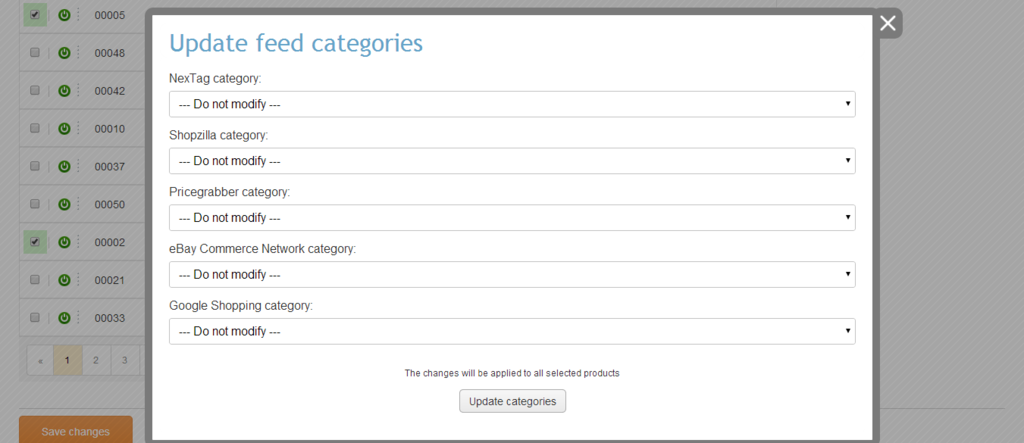 00005
Update feed categories
00048
NexTag category:
00042
--- Do not modify ---
00010
Shopzilla category:
--- Do not modify ---
00037
Pricegrabber category:
00050
--- Do not modify ---
00002
eBay Commerce Network category:
00021
--- Do not modify ---
Google Shopping category:
00033
--- Do not modify ---
« 1 2 3
The changes will be applied to all selected products
Update categories
Save changes